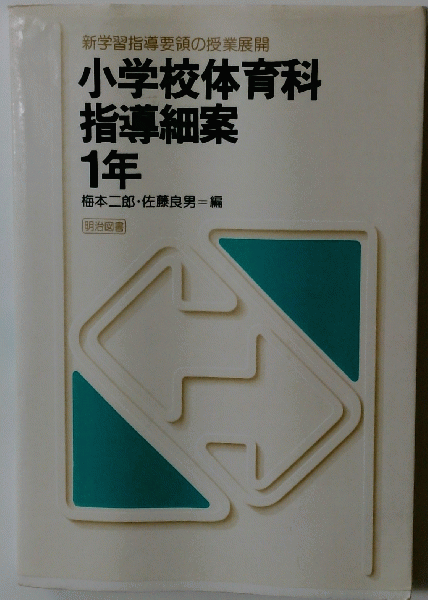 新学習指導要領の授業展開
小学校体育科
指導細案
1年
梅本二郎・佐藤良男＝編
明治図書